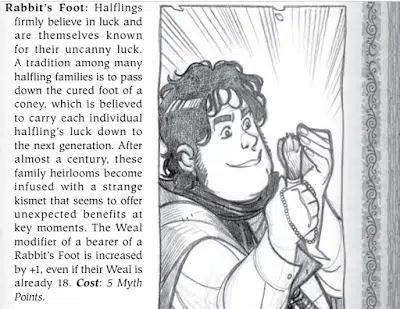 Rabbit's Foot: Halflings
firmly believe in luck and
are themselves known
for their uncanny luck.
A tradition among many
halfling families is to pass
down the cured foot of a
coney, which is believed
to carry each individual
halfling's luck down to
the next generation. After
almost a century, these
family heirlooms become
infused with a strange
kismet that seems to offer
unexpected benefits at
key moments. The Weal
modifier of a bearer of a
Rabbit's Foot is increased
by +1, even if their Weal is
already 18. Cost: 5 Myth
Points.